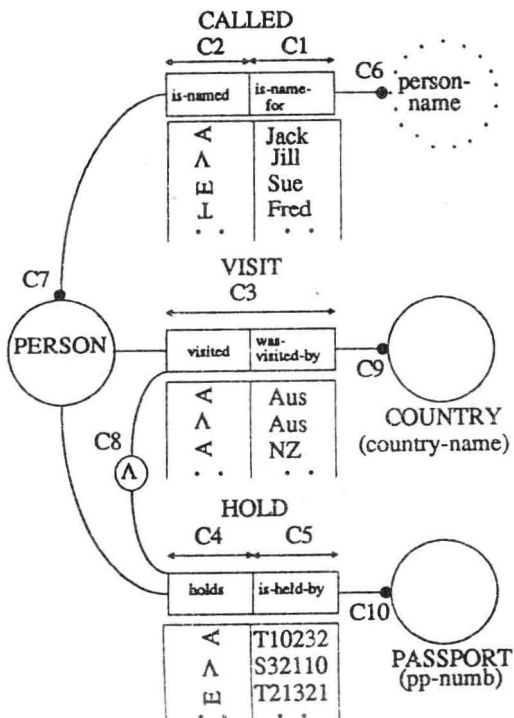 CALLED
C2 C1
is-named is-name-for
C6
person-name
A Jack
Λ Jill
E Sue
⊥ Fred
. . . .
C7
PERSON
VISIT
C3
visited was-visited-by
C9
COUNTRY
(country-name)
A Aus
Λ Aus
A NZ
. . . .
C8
Λ
HOLD
C4 C5
holds is-held-by
C10
PASSPORT
(pp-numb)
A T10232
Λ S32110
E T21321
. . . .